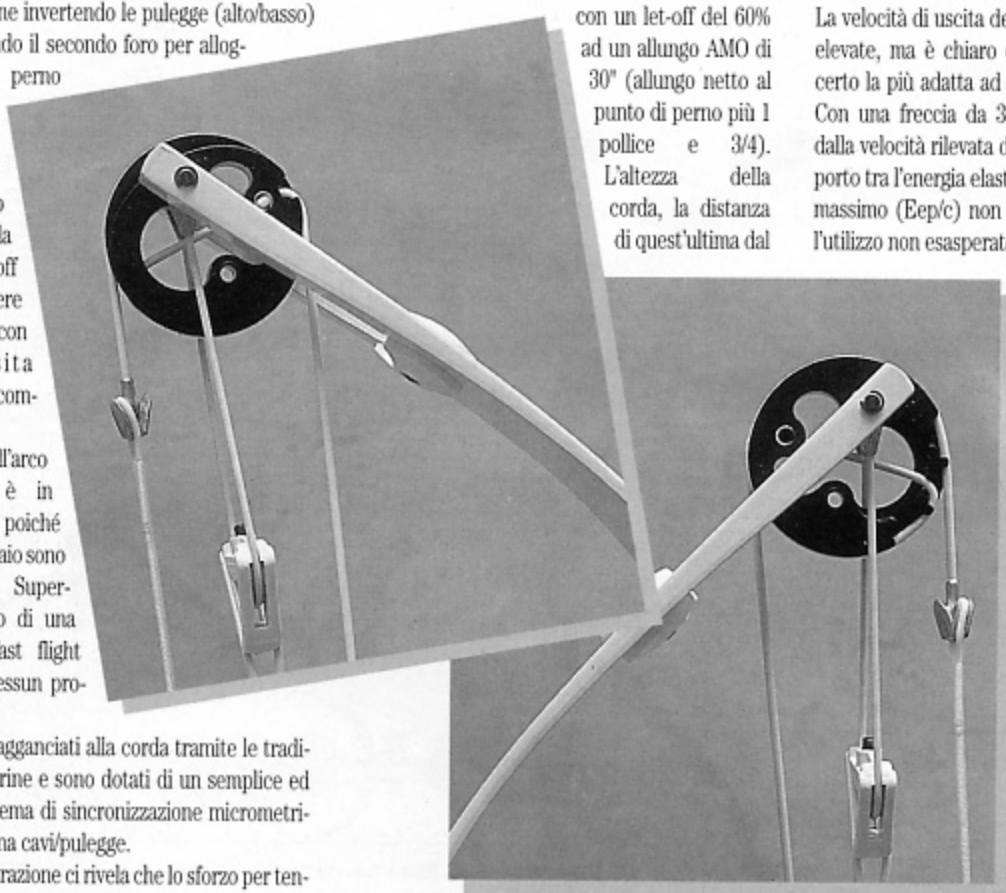 ne invertendo le pulegge (alto/basso)
do il secondo foro per allog-
perno
o
la
off
ere
con
ita
com-
ll'arco
è in
poiché
aio sono
Super-
o di una
ast flight
essun pro-
agganciati alla corda tramite le tradi-
rine e sono dotati di un semplice ed
ema di sincronizzazione micrometri-
na cavi/pulegge.
razione ci rivela che lo sforzo per ten-
con un let-off del 60%
ad un allungo AMO di
30" (allungo netto al
punto di perno più 1
pollice e 3/4).
L'altezza della
corda, la distanza
di quest'ultima dal
La velocità di uscita de
elevate, ma è chiaro
certo la più adatta ad
Con una freccia da 3
dalla velocità rilevata d
porto tra l'energia elast
massimo (Eep/c) non
l'utilizzo non esasperat